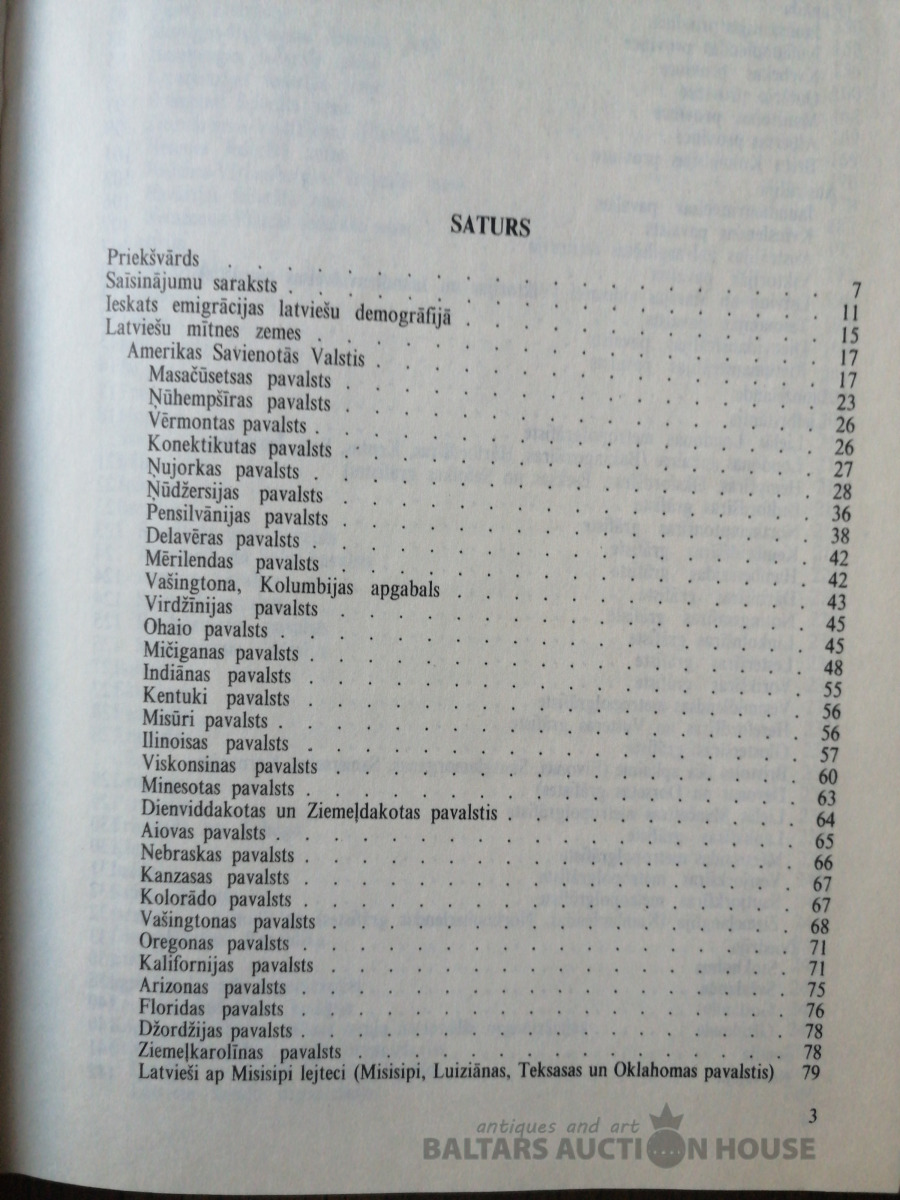 SATURS
Priekšvārds . . . . . . . . . . . . . . . . . . . 7
Saīsinājumu saraksts . . . . . . . . . . . . . . . . . 11
Ieskats emigrācijas latviešu demogrāfijā . . . . . . . . . . . 15
Latviešu mītnes zemes . . . . . . . . . . . . . . . . 17
Amerikas Savienotās Valstis . . . . . . . . . . . . . . 17
Masačūsetsas pavalsts . . . . . . . . . . . . . . . 23
Ņūhempšīras pavalsts . . . . . . . . . . . . . . . 26
Vērmontas pavalsts . . . . . . . . . . . . . . . . 26
Konektikutas pavalsts . . . . . . . . . . . . . . . 27
Ņujorkas pavalsts . . . . . . . . . . . . . . . . 28
Ņūdžersijas pavalsts . . . . . . . . . . . . . . . 36
Pensilvānijas pavalsts . . . . . . . . . . . . . . . 38
Delavēras pavalsts . . . . . . . . . . . . . . . . 42
Mērilendas pavalsts . . . . . . . . . . . . . . . 42
Vašingtona, Kolumbijas apgabals . . . . . . . . . . . 43
Virdžīnijas pavalsts . . . . . . . . . . . . . . . 45
Ohaio pavalsts . . . . . . . . . . . . . . . . . 45
Mičiganas pavalsts . . . . . . . . . . . . . . . . 48
Indiānas pavalsts . . . . . . . . . . . . . . . . 55
Kentuki pavalsts . . . . . . . . . . . . . . . . 56
Misūri pavalsts . . . . . . . . . . . . . . . . . 56
Ilinoisas pavalsts . . . . . . . . . . . . . . . . 57
Viskonsinas pavalsts . . . . . . . . . . . . . . . 60
Minesotas pavalsts . . . . . . . . . . . . . . . . 63
Dienviddakotas un Ziemeļdakotas pavalstis . . . . . . . . . 64
Aiovas pavalsts . . . . . . . . . . . . . . . . . 65
Nebraskas pavalsts . . . . . . . . . . . . . . . . 66
Kanzasas pavalsts . . . . . . . . . . . . . . . . 67
Kolorādo pavalsts . . . . . . . . . . . . . . . . 67
Vašingtonas pavalsts . . . . . . . . . . . . . . . 68
Oregonas pavalsts . . . . . . . . . . . . . . . . 71
Kalifornijas pavalsts . . . . . . . . . . . . . . . 71
Arizonas pavalsts . . . . . . . . . . . . . . . . 75
Floridas pavalsts . . . . . . . . . . . . . . . . 76
Džordžijas pavalsts . . . . . . . . . . . . . . . . 78
Ziemeļkarolīnas pavalsts . . . . . . . . . . . . . . 78
Latvieši ap Misisipi lejteci (Misisipi, Luiziānas, Teksasas un Oklahomas pavalstis) 79
3
antiques and art
BALTARS AUCTION HOUSE